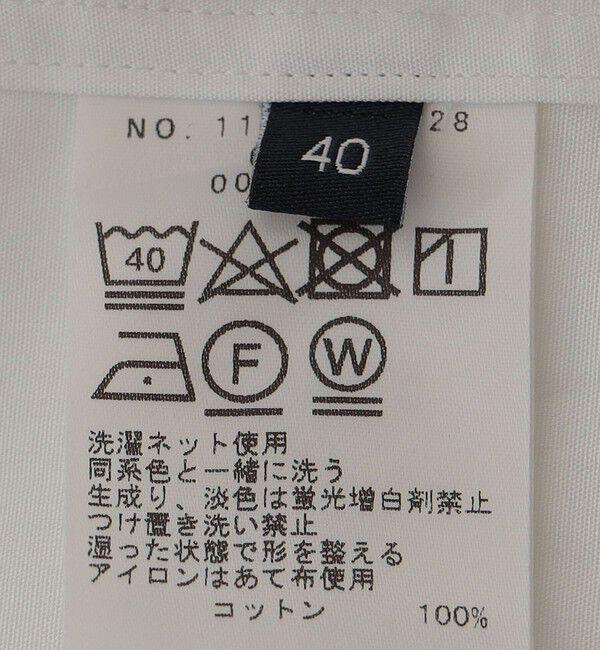 NO. 11 28
40
00
40
F W
洗濯ネット使用
同系色と一緒に洗う
生成り、淡色は蛍光増白剤禁止
つけ置き洗い禁止
湿った状態で形を整える
アイロンはあて布使用
コットン 100%